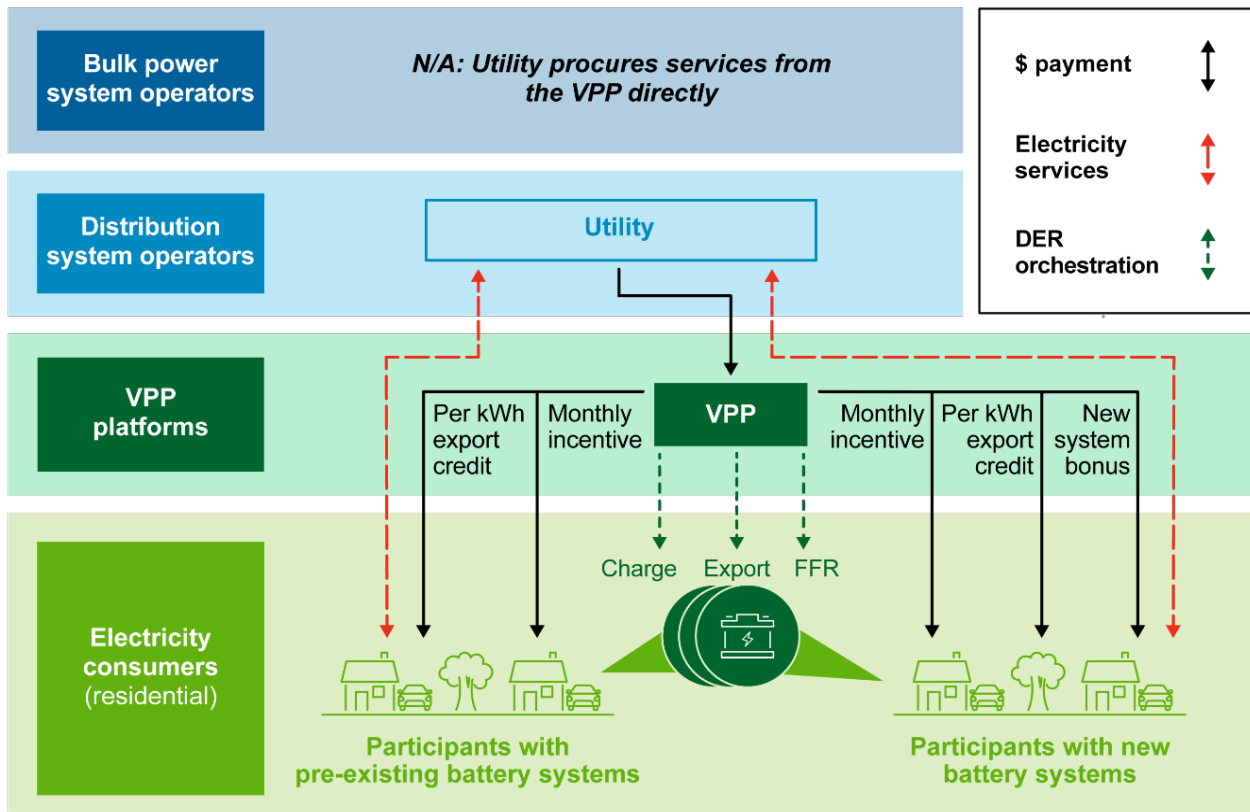 Bulk power
system operators
N/A: Utility procures services from
the VPP directly
$ payment
Electricity
services
DER
orchestration
Distribution
system operators
Utility
VPP
platforms
Per kWh
export
credit
Monthly
incentive
VPP
Monthly
incentive
Per kWh
export
credit
New
system
bonus
Charge
Export
FFR
Electricity
consumers
(residential)
Participants with
pre-existing battery systems
Participants with new
battery systems